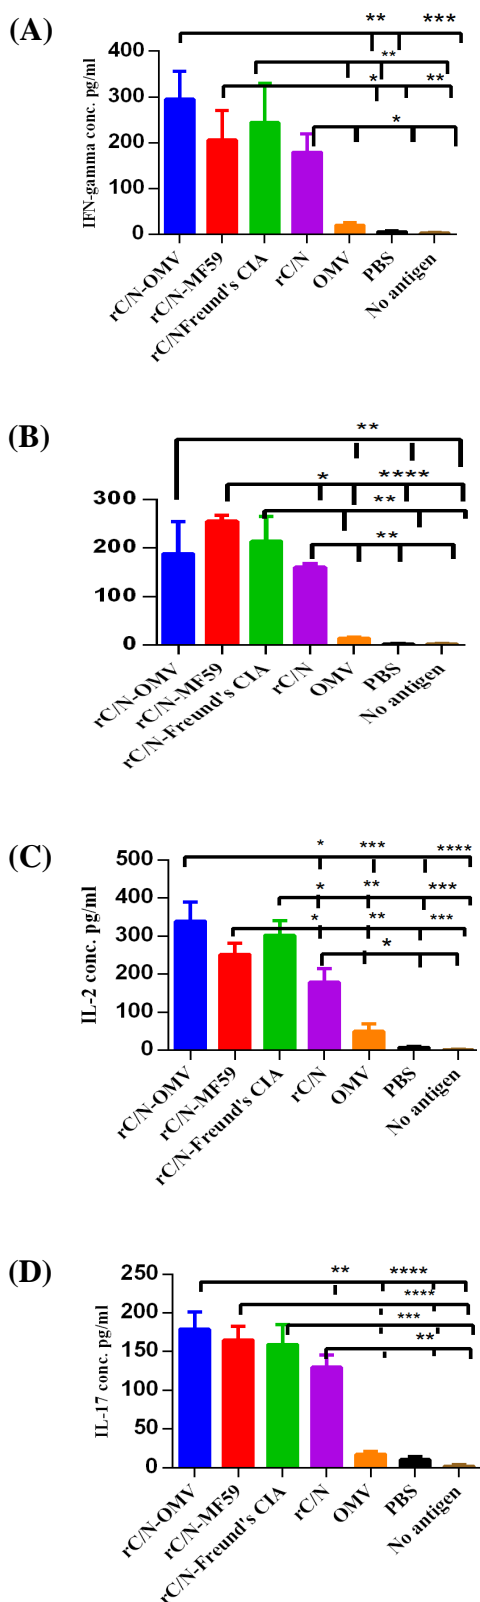 (A)
** ***
400
**
* **
300
IFN-gamma conc. pg/ml
200
*
100
0
rC/N-OMV
rC/N-MF59
rC/NFreund's CIA
rC/N
OMV
PBS
No antigen
(B)
**
* ****
300
**
200
**
100
0
rC/N-OMV
rC/N-MF59
rC/N-Freund's CIA
rC/N
OMV
PBS
No antigen
(C)
* *** ****
500
* ** ***
400
* ** ***
300
*
IL-2 conc. pg/ml
200
100
0
rC/N-OMV
rC/N-MF59
rC/N-Freund's CIA
rC/N
OMV
PBS
No antigen
(D)
** ****
250
****
200
***
**
150
IL-17 conc. pg/ml
100
50
0
rC/N-OMV
rC/N-MF59
rC/N-Freund's CIA
rC/N
OMV
PBS
No antigen